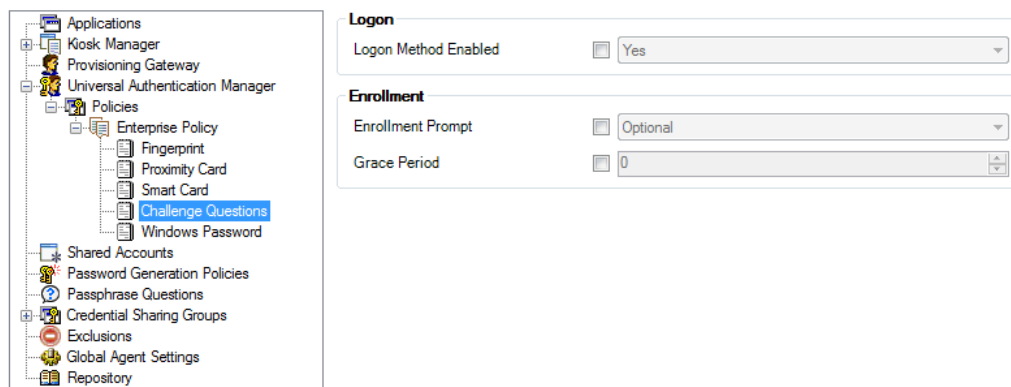 Applications
Kiosk Manager
Provisioning Gateway
Universal Authentication Manager
Policies
Enterprise Policy
Fingerprint
Proximity Card
Smart Card
Challenge Questions
Windows Password
Shared Accounts
Password Generation Policies
Passphrase Questions
Credential Sharing Groups
Exclusions
Global Agent Settings
Repository
Logon
Logon Method Enabled Yes
Enrollment
Enrollment Prompt Optional
Grace Period 0